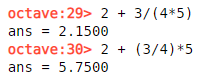 octave:29> 2 + 3/(4*5)
ans = 2.1500
octave:30> 2 + (3/4)*5
ans = 5.7500